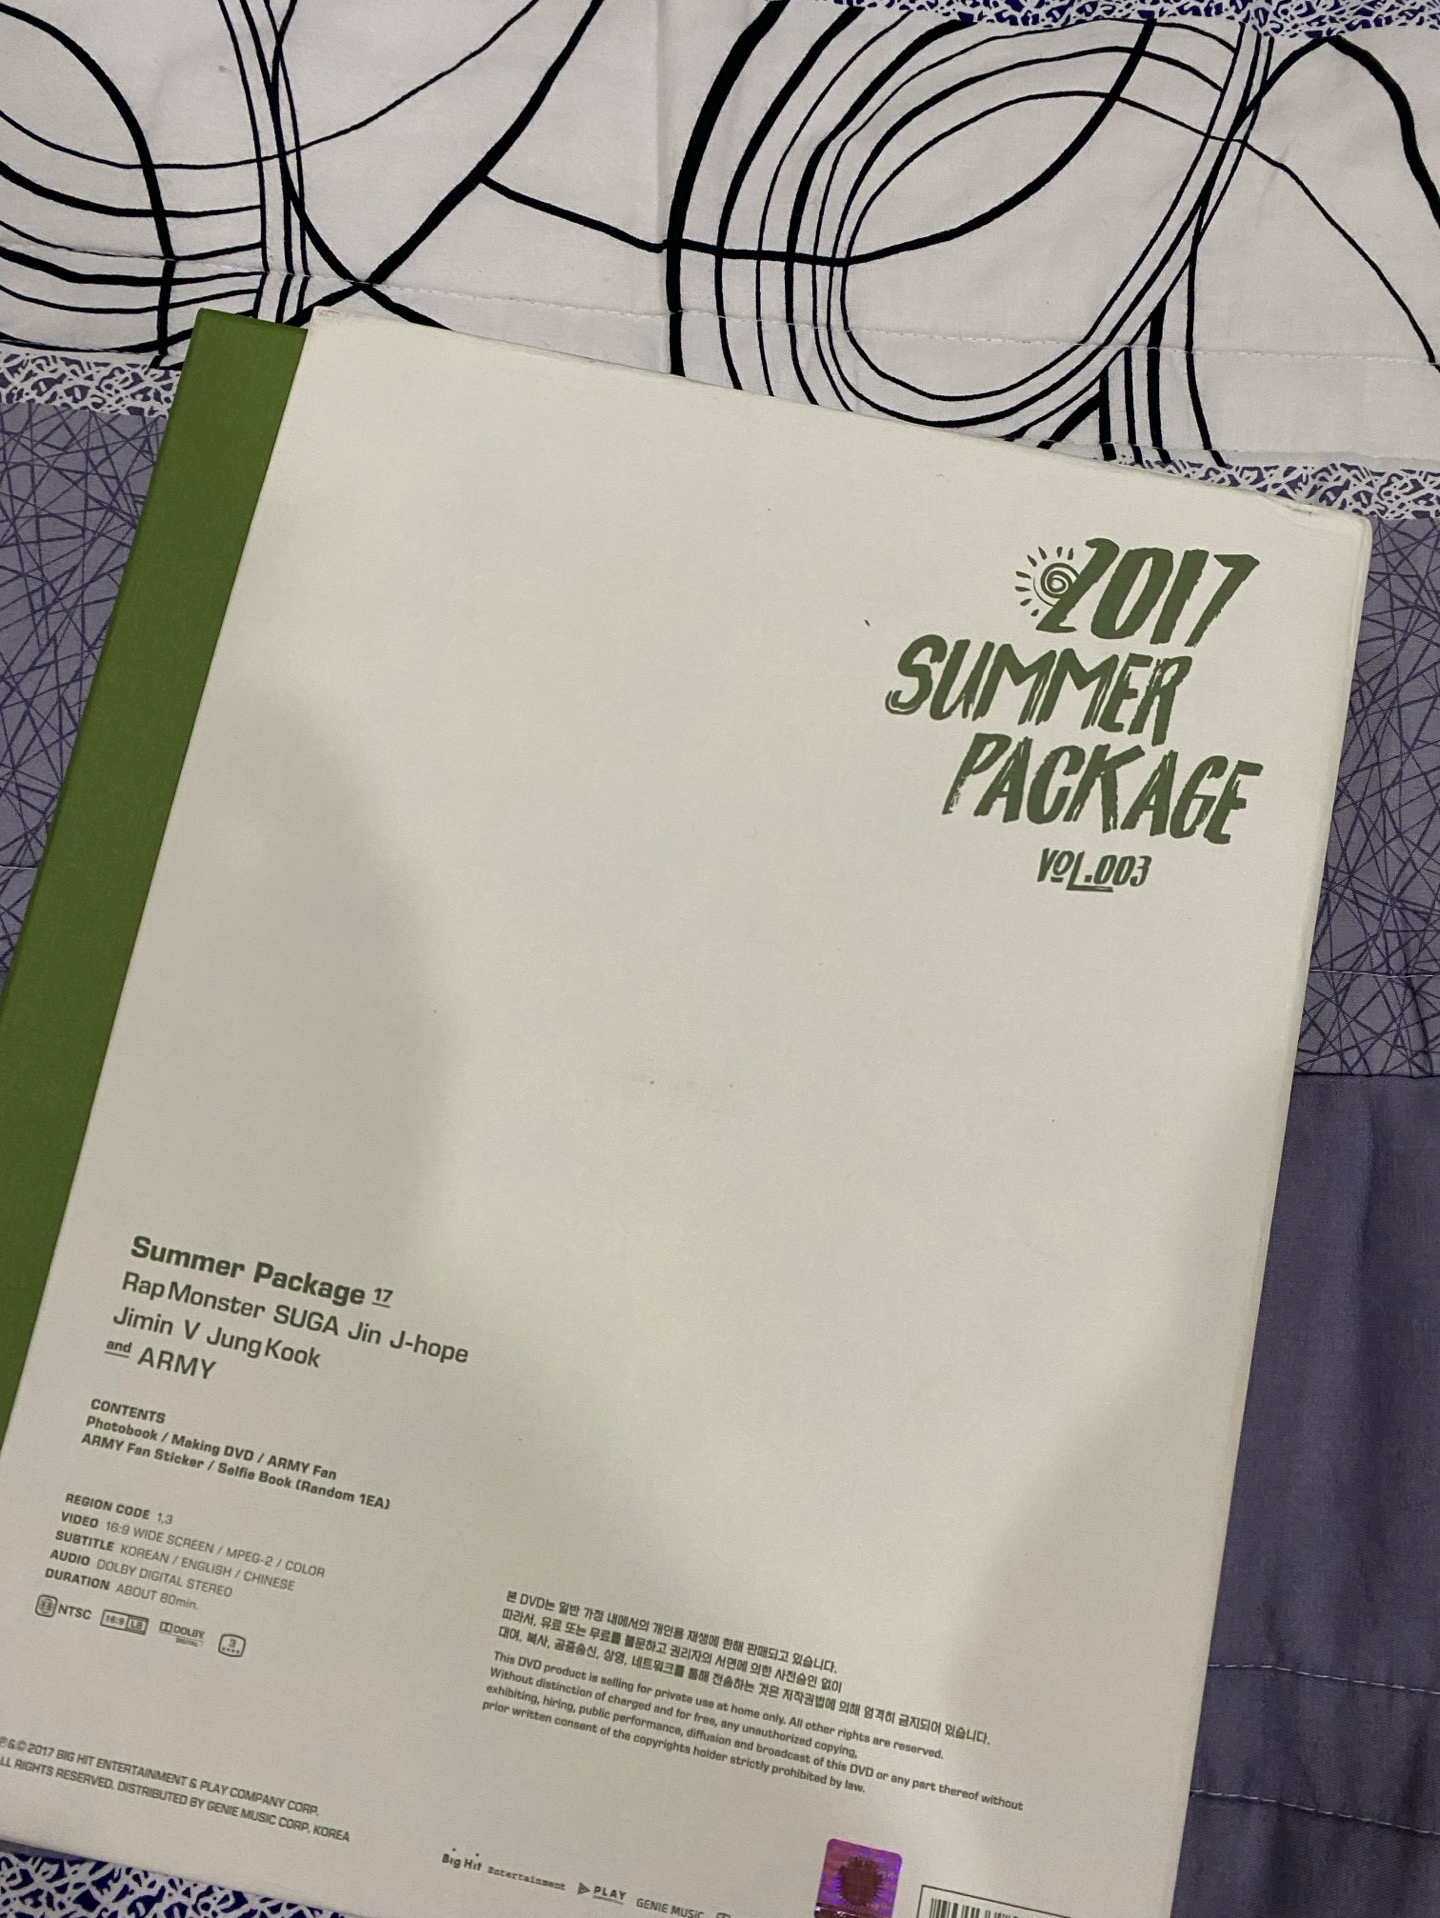 2017
SUMMER
PACKAGE
VOL.003
Summer Package 17
Rap Monster SUGA Jin J-hope
Jimin V JungKook
and ARMY
CONTENTS
Photobook / Making DVD / ARMY Fan
ARMY Fan Sticker / Selfie Book (Random 1EA)
REGION CODE 1,3
VIDEO 16:9 WIDE SCREEN / MPEG-2 / COLOR
SUBTITLE KOREAN / ENGLISH / CHINESE
AUDIO DOLBY DIGITAL STEREO
DURATION ABOUT 80min.
NTSC 16:9 LB DOLBY DIGITAL 3
본 DVD는 일반 가정 내에서의 개인용 재생에 한해 판매되고 있습니다.
따라서, 유료 또는 무료를 불문하고 권리자의 서면에 의한 사전승인 없이
대여, 복사, 공중송신, 상영, 네트워크를 통해 전송하는 것은 저작권법에 의해 엄격히 금지되어 있습니다.
This DVD product is selling for private use at home only. All other rights are reserved.
Without distinction of charged and for free, any unauthorized copying,
exhibiting, hiring, public performance, diffusion and broadcast of this DVD or any part thereof without
prior written consent of the copyrights holder strictly prohibited by law.
℗&© 2017 BIG HIT ENTERTAINMENT & PLAY COMPANY CORP.
LL RIGHTS RESERVED. DISTRIBUTED BY GENIE MUSIC CORP. KOREA
Big Hit Entertainment PLAY GENIE MUSIC